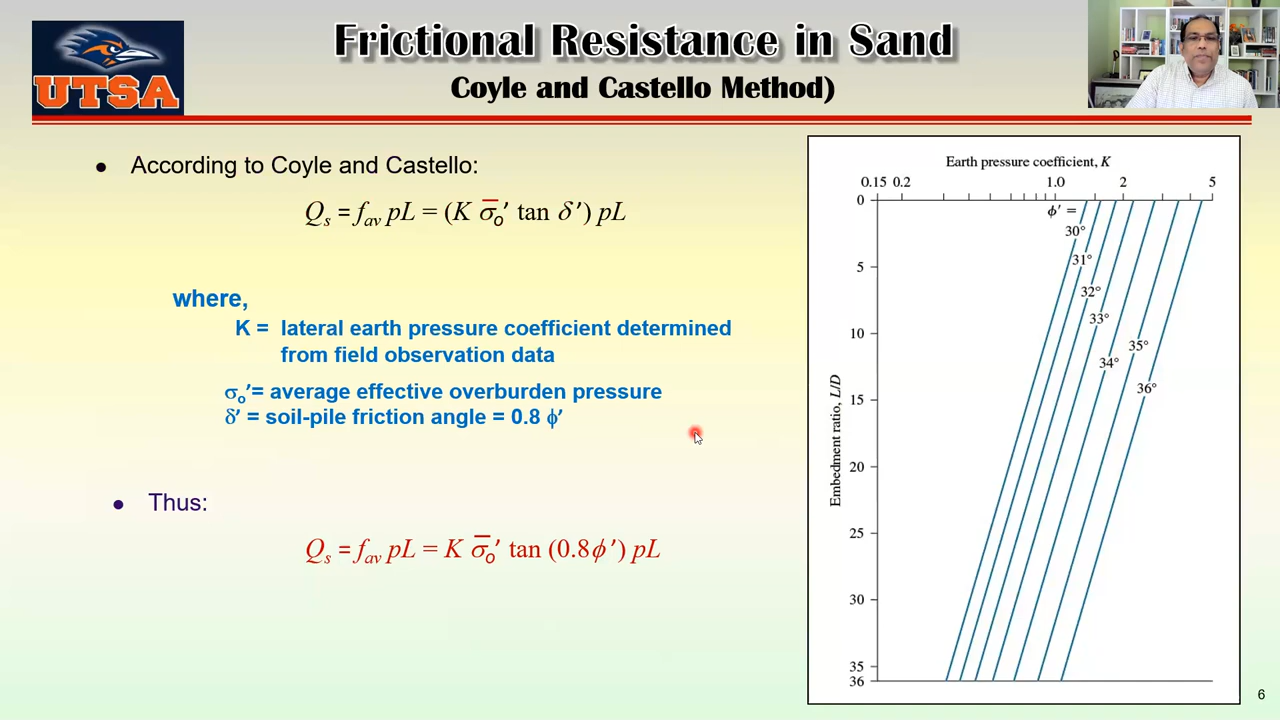 UTSA
Frictional Resistance in Sand
Coyle and Castello Method)
• According to Coyle and Castello:
Qs = fav pL = (K σ̅o′ tan δ′) pL
where,
K = lateral earth pressure coefficient determined
from field observation data
σo′= average effective overburden pressure
δ′ = soil-pile friction angle = 0.8 ϕ′
• Thus:
Qs = fav pL = K σ̅o′ tan (0.8ϕ′) pL
Earth pressure coefficient, K
0.15 0.2 1.0 2 5
0
ϕ′ =
30°
31°
5
32°
33°
10
35°
34°
36°
15
Embedment ratio, L/D
20
25
30
35
36
6